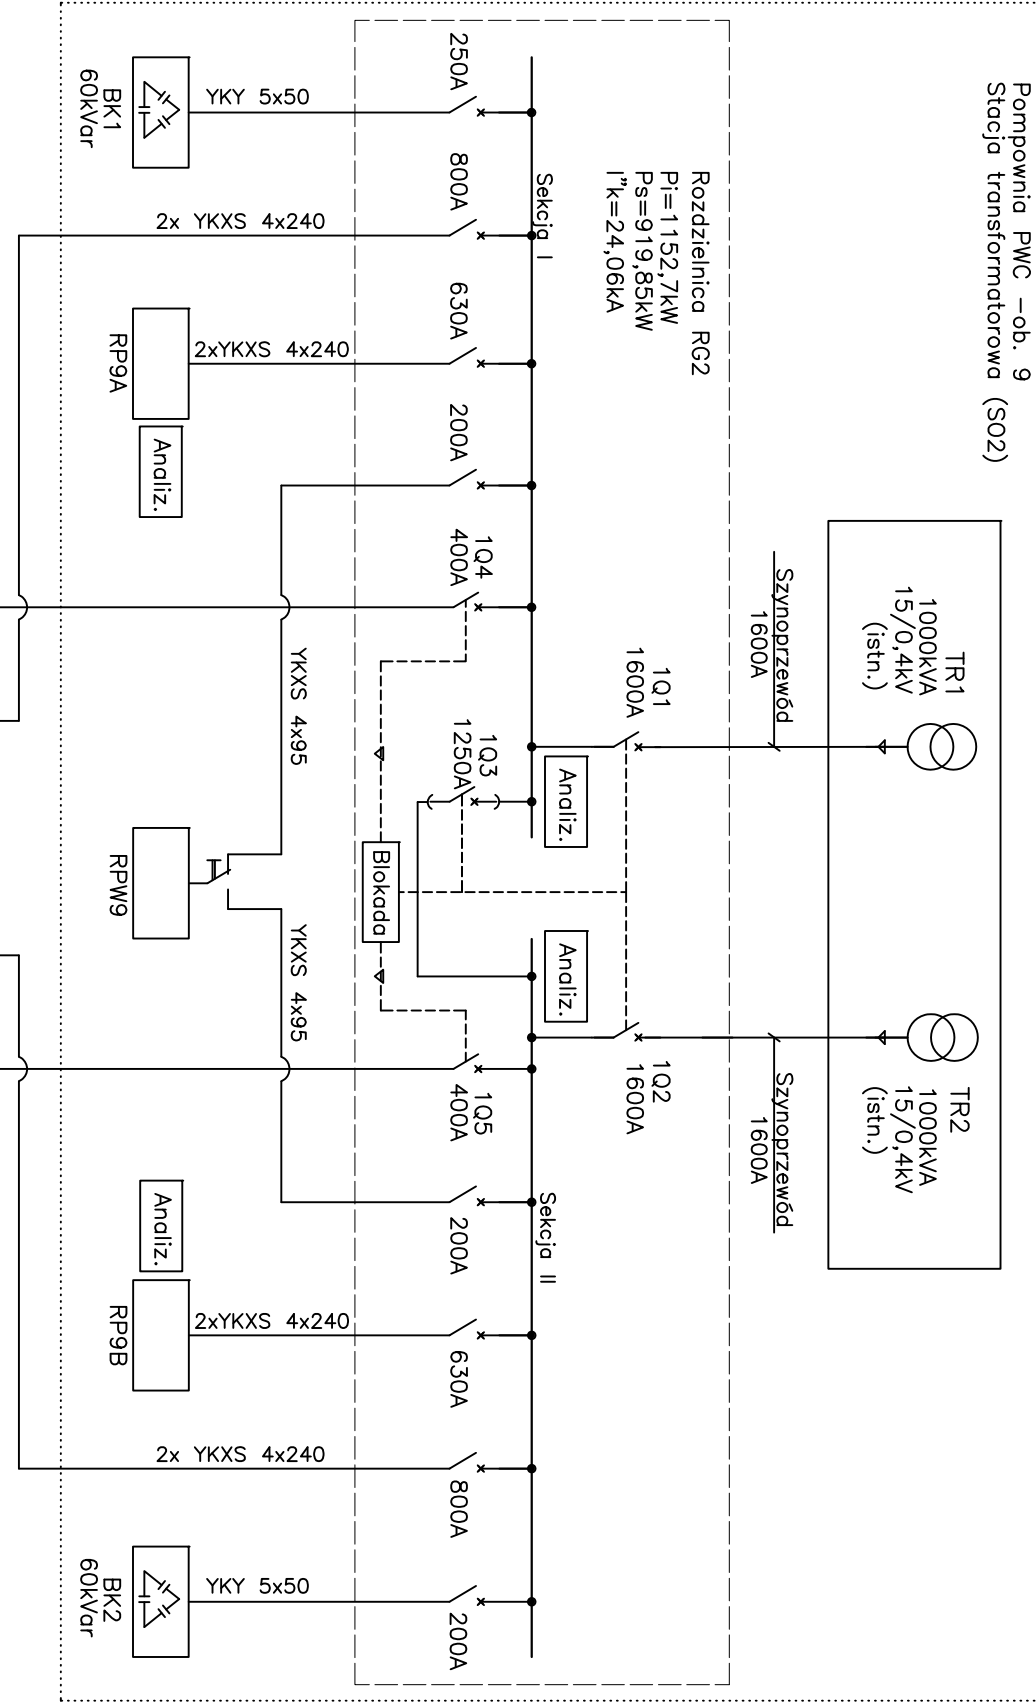 Pompownia PWC -ob. 9
Stacja transformatorowa (SO2)
TR1
1000kVA
15/0,4kV
(istn.)
TR2
1000kVA
15/0,4kV
(istn.)
Szynoprzewód
1600A
Szynoprzewód
1600A
Rozdzielnica RG2
Pi=1152,7kW
Ps=919,85kW
I"k=24,06kA
1Q1
1600A
1Q2
1600A
Analiz.
Analiz.
Sekcja I
Sekcja II
250A
800A
630A
200A
1Q4
400A
1Q3
1250A
1Q5
400A
200A
630A
800A
200A
Blokada
YKY 5x50
2x YKXS 4x240
2xYKXS 4x240
YKXS 4x95
YKXS 4x95
2xYKXS 4x240
2x YKXS 4x240
YKY 5x50
BK1
60kVar
RP9A
Analiz.
RPW9
Analiz.
RP9B
BK2
60kVar